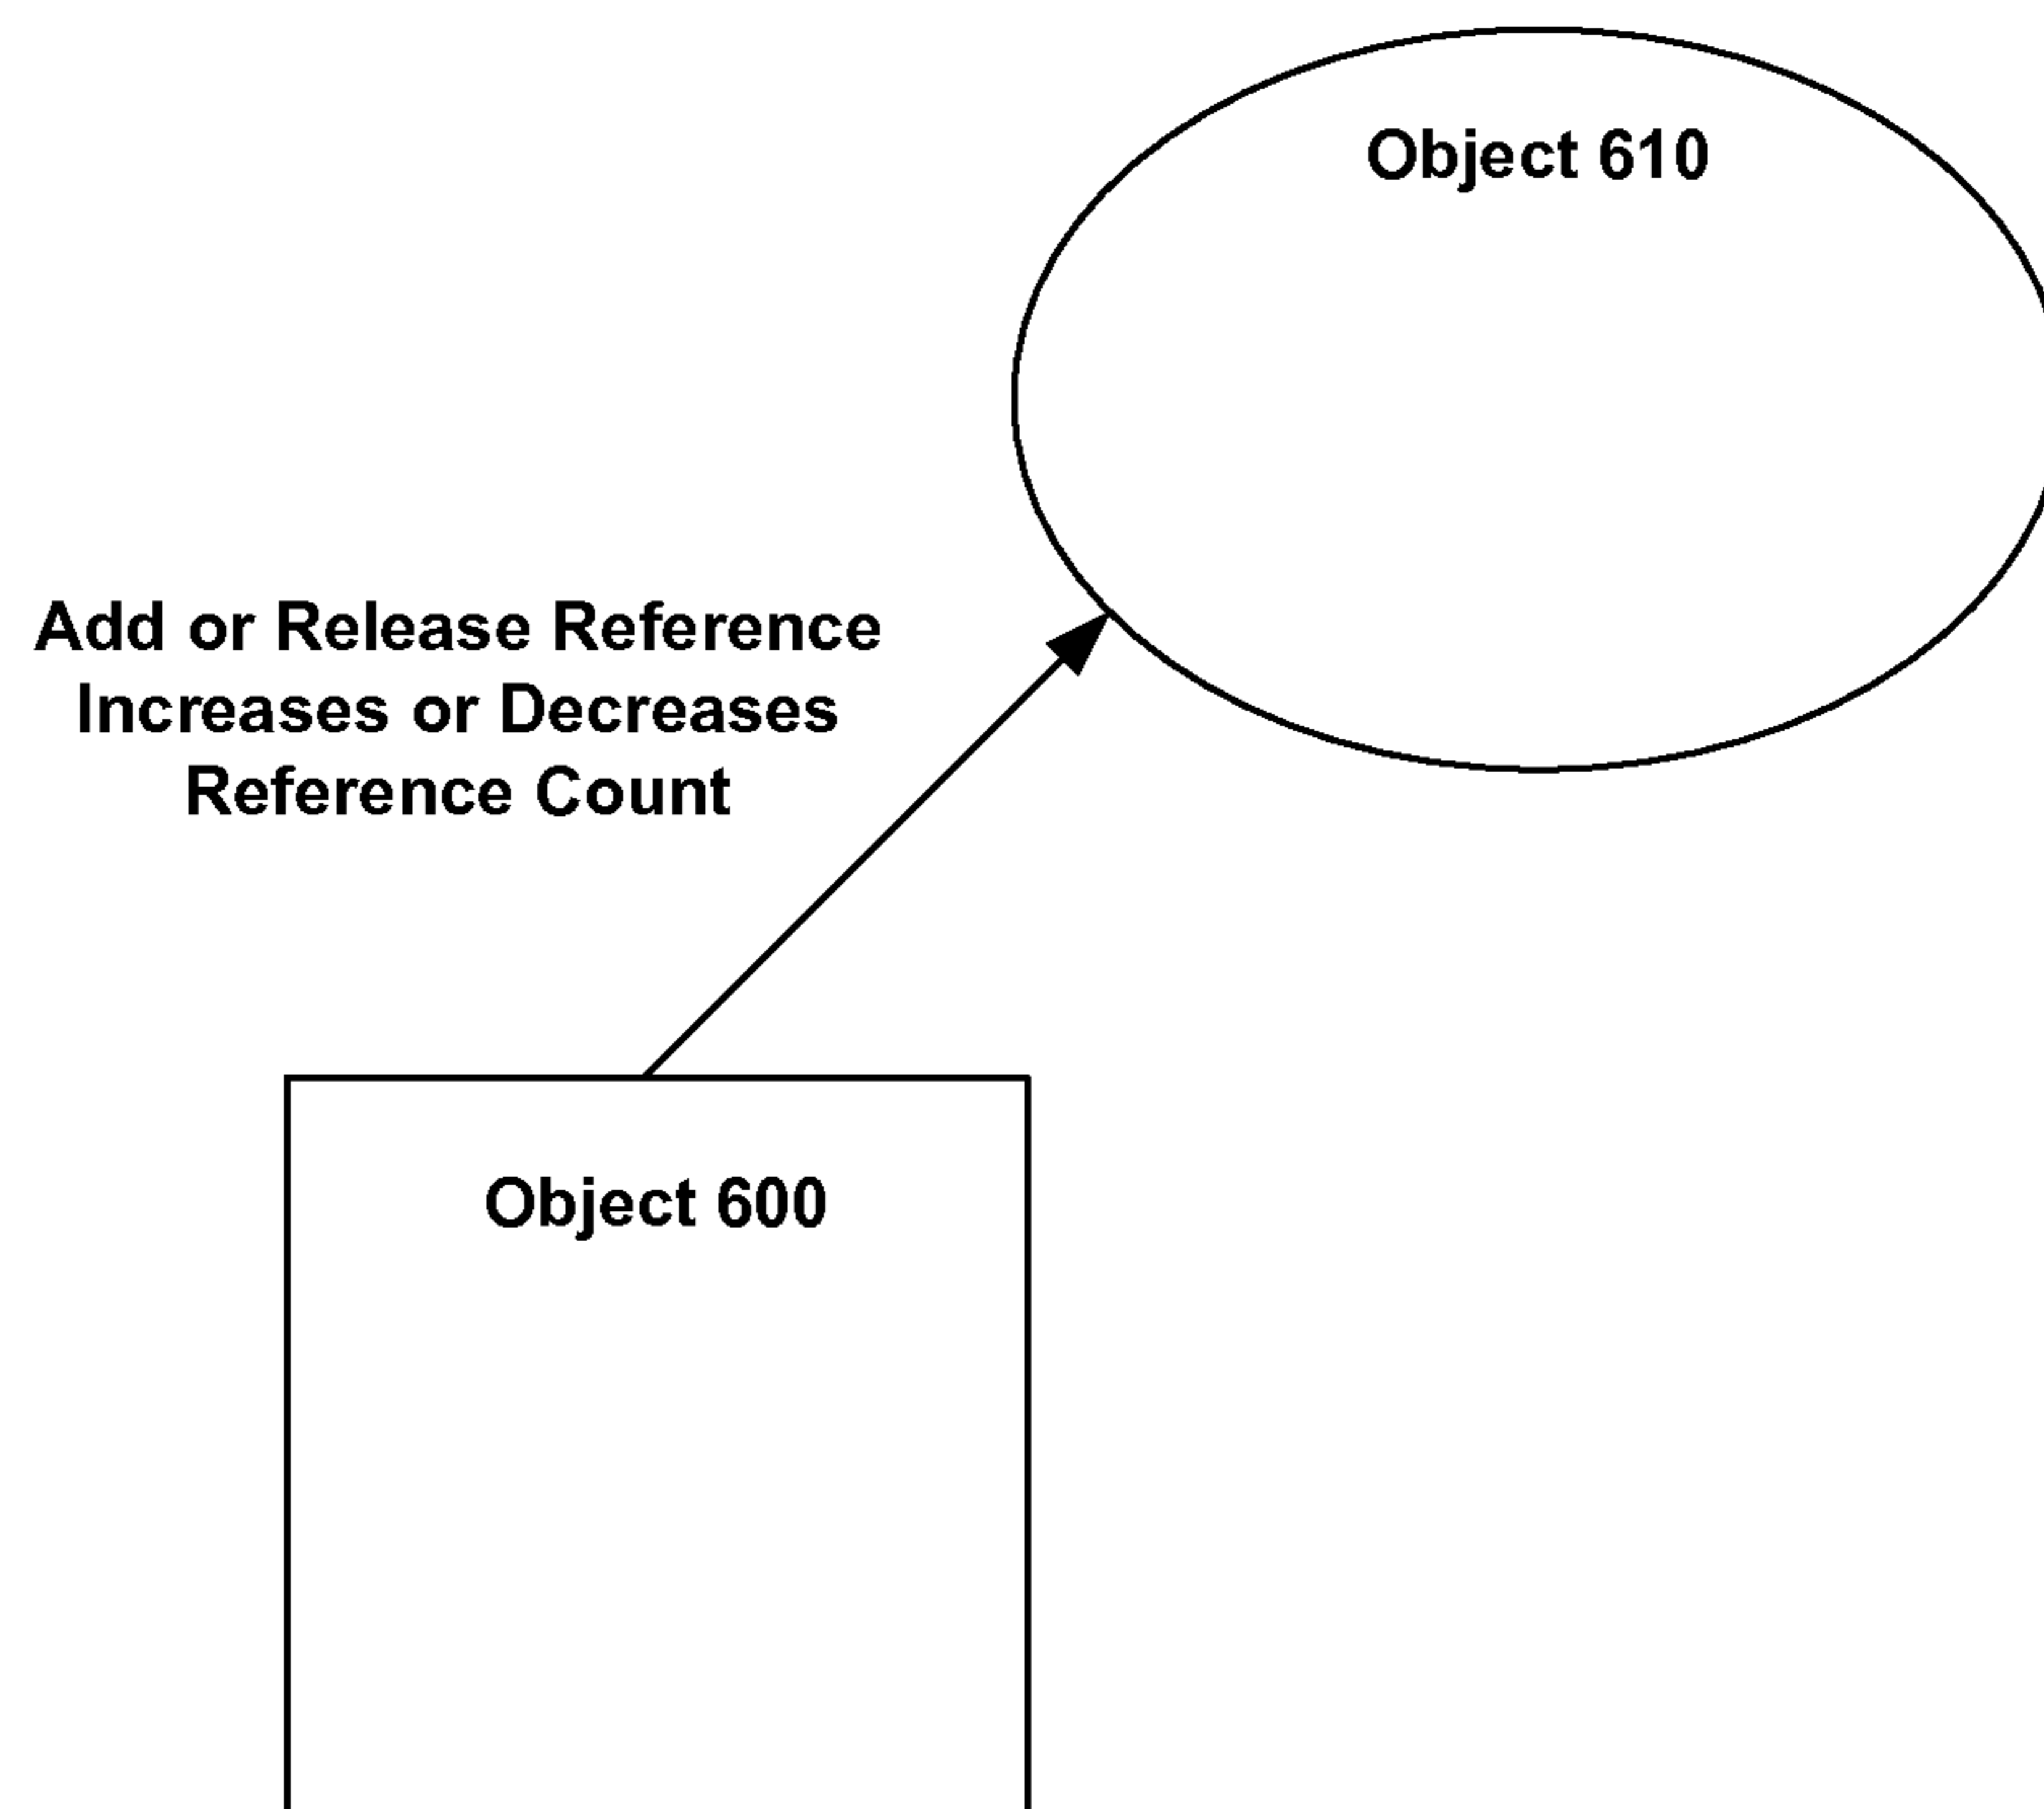 Object 610
Add or Release Reference
Increases or Decreases
Reference Count
Object 600